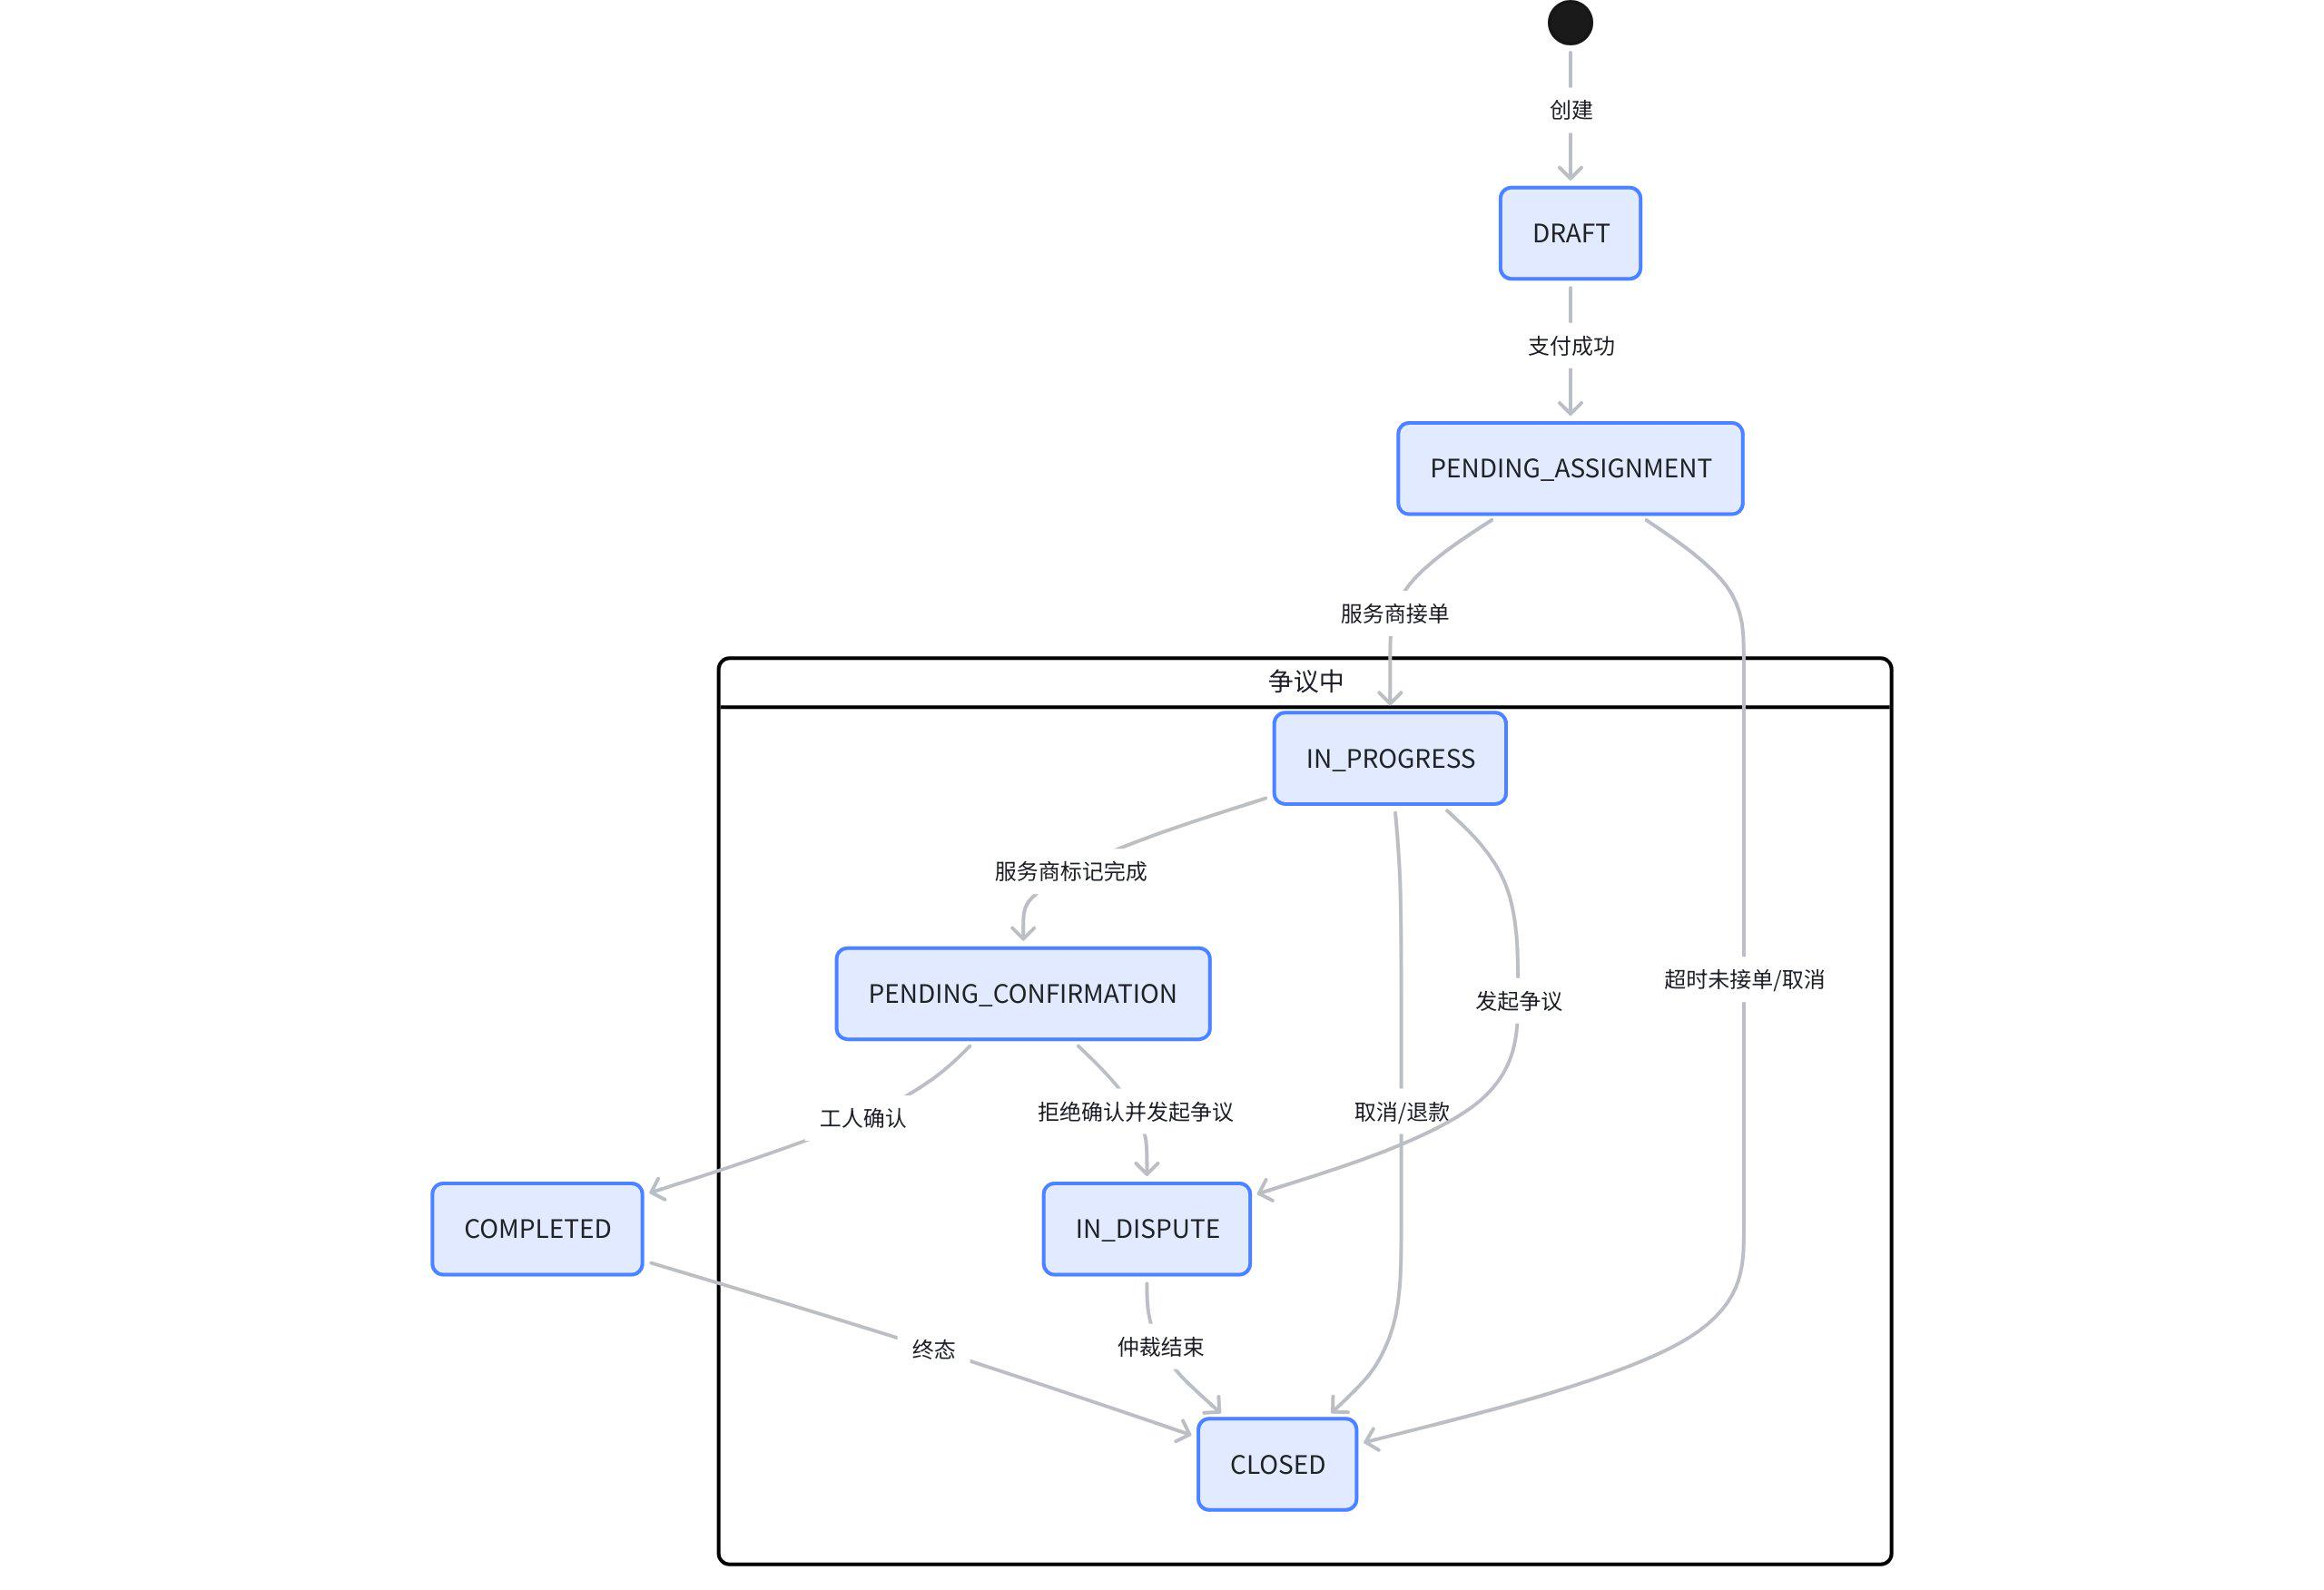 创建
DRAFT
支付成功
PENDING_ASSIGNMENT
服务商接单
争议中
IN_PROGRESS
服务商标记完成
PENDING_CONFIRMATION
超时未接单/取消
发起争议
工人确认
拒绝确认并发起争议
取消/退款
COMPLETED
IN_DISPUTE
终态
仲裁结束
CLOSED